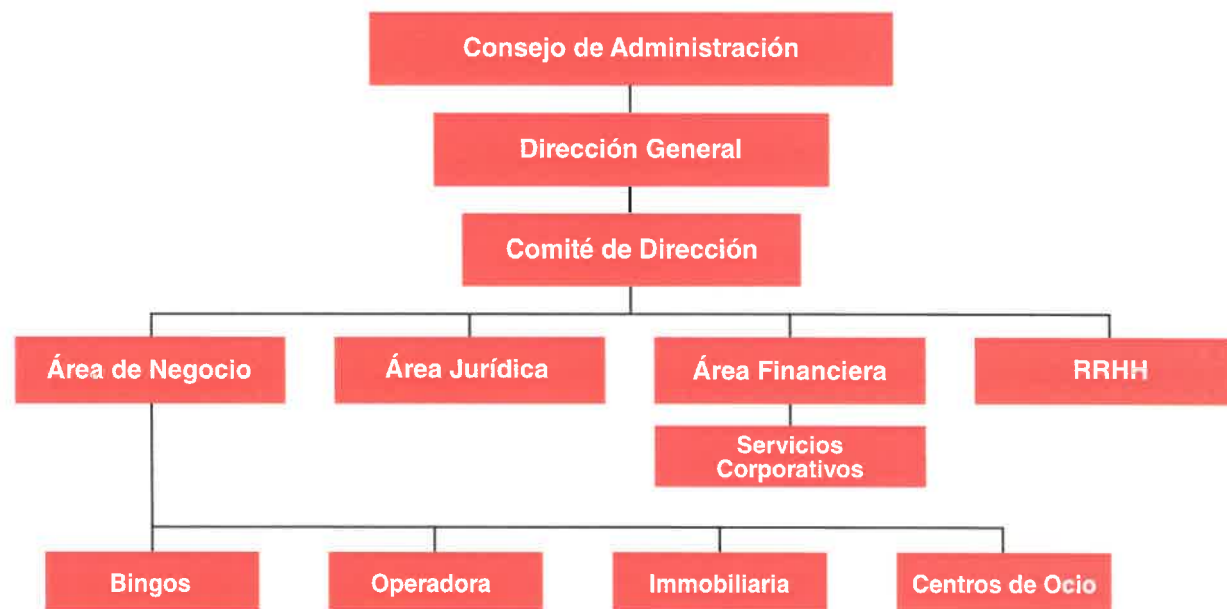 Consejo de Administración
Dirección General
Comité de Dirección
Área de Negocio
Área Jurídica
Área Financiera
RRHH
Servicios
Corporativos
Bingos
Operadora
Immobiliaria
Centros de Ocio